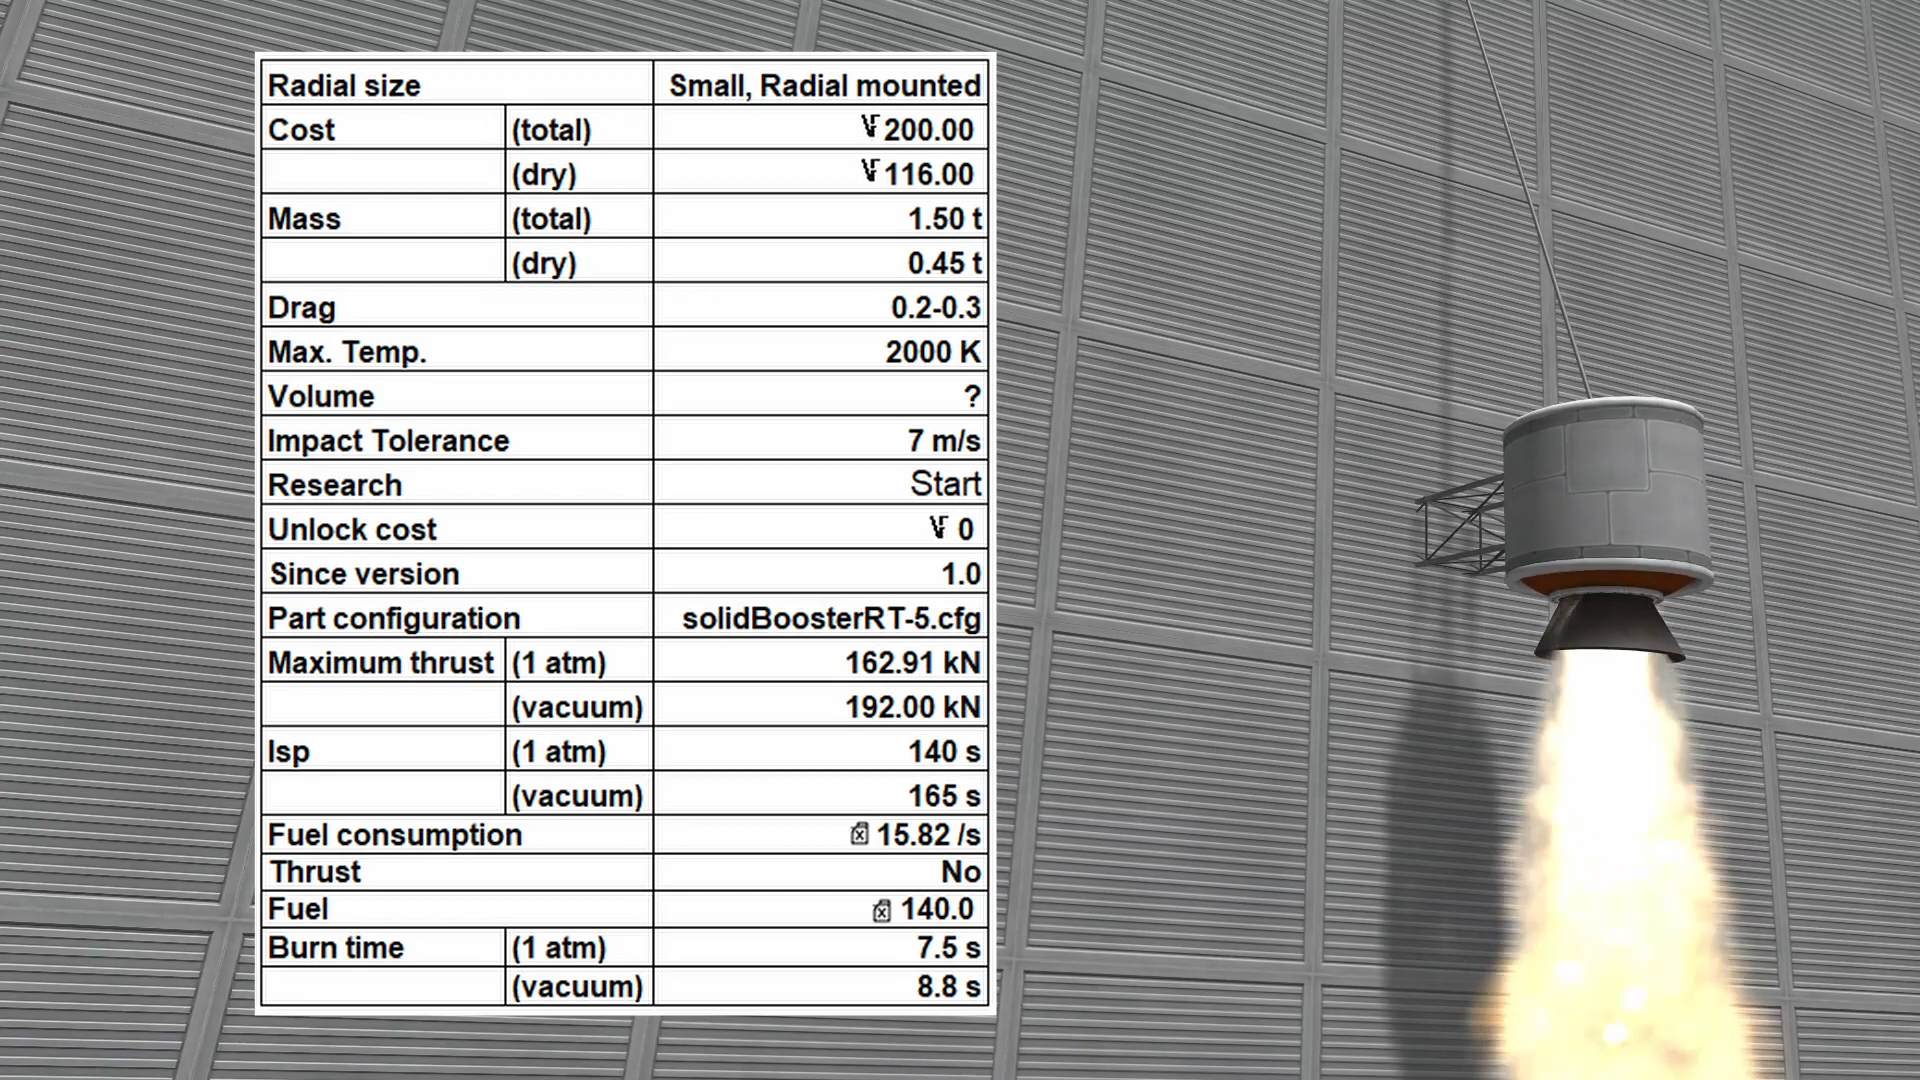 Radial size Small, Radial mounted
Cost (total) 200.00
(dry) 116.00
Mass (total) 1.50 t
(dry) 0.45 t
Drag 0.2-0.3
Max. Temp. 2000 K
Volume ?
Impact Tolerance 7 m/s
Research Start
Unlock cost 0
Since version 1.0
Part configuration solidBoosterRT-5.cfg
Maximum thrust (1 atm) 162.91 kN
(vacuum) 192.00 kN
Isp (1 atm) 140 s
(vacuum) 165 s
Fuel consumption 15.82 /s
Thrust No
Fuel 140.0
Burn time (1 atm) 7.5 s
(vacuum) 8.8 s